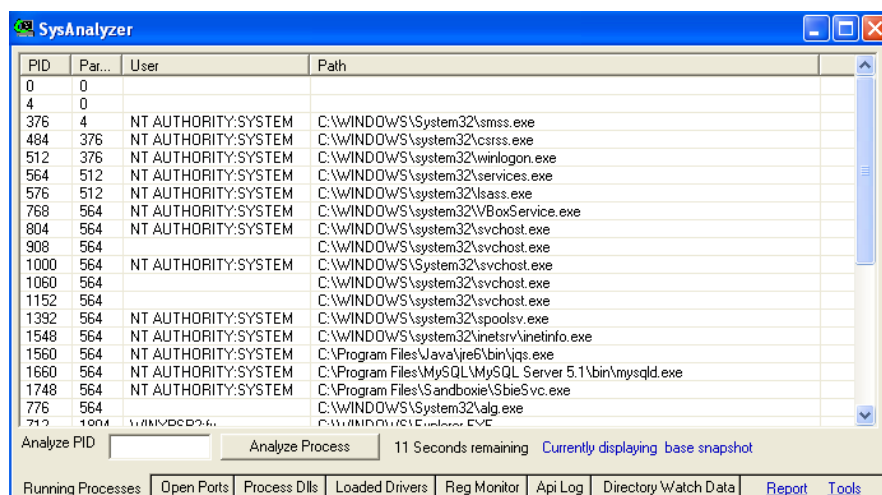 SysAnalyzer
PID Par... User Path
0 0
4 0
376 4 NT AUTHORITY:SYSTEM C:\WINDOWS\System32\smss.exe
484 376 NT AUTHORITY:SYSTEM C:\WINDOWS\system32\csrss.exe
512 376 NT AUTHORITY:SYSTEM C:\WINDOWS\system32\winlogon.exe
564 512 NT AUTHORITY:SYSTEM C:\WINDOWS\system32\services.exe
576 512 NT AUTHORITY:SYSTEM C:\WINDOWS\system32\lsass.exe
768 564 NT AUTHORITY:SYSTEM C:\WINDOWS\system32\VBoxService.exe
804 564 NT AUTHORITY:SYSTEM C:\WINDOWS\system32\svchost.exe
908 564 C:\WINDOWS\system32\svchost.exe
1000 564 NT AUTHORITY:SYSTEM C:\WINDOWS\System32\svchost.exe
1060 564 C:\WINDOWS\system32\svchost.exe
1152 564 C:\WINDOWS\system32\svchost.exe
1392 564 NT AUTHORITY:SYSTEM C:\WINDOWS\system32\spoolsv.exe
1548 564 NT AUTHORITY:SYSTEM C:\WINDOWS\system32\inetsrv\inetinfo.exe
1560 564 NT AUTHORITY:SYSTEM C:\Program Files\Java\jre6\bin\jqs.exe
1660 564 NT AUTHORITY:SYSTEM C:\Program Files\MySQL\MySQL Server 5.1\bin\mysqld.exe
1748 564 NT AUTHORITY:SYSTEM C:\Program Files\Sandboxie\SbieSvc.exe
776 564 C:\WINDOWS\System32\alg.exe
712 1804 C:\WINDOWS\Explorer.EXE
Analyze PID Analyze Process 11 Seconds remaining Currently displaying base snapshot
Running Processes Open Ports Process Dlls Loaded Drivers Reg Monitor Api Log Directory Watch Data Report Tools